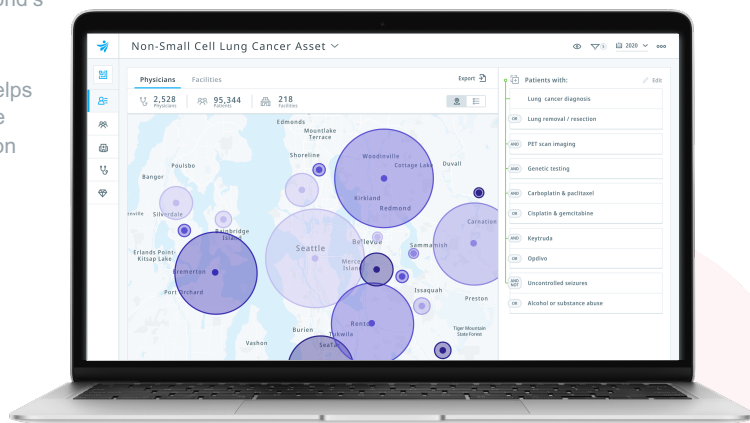 Non-Small Cell Lung Cancer Asset
2020
Physicians
Facilities
Export
2,528
Physicians
95,344
Patients
218
Facilities
Patients with:
Edit
Lung cancer diagnosis
OR
Lung removal / resection
AND
PET scan imaging
AND
Genetic testing
AND
Carboplatin & paclitaxel
OR
Cisplatin & gemcitabine
AND
Keytruda
OR
Opdivo
AND NOT
Uncontrolled seizures
OR
Alcohol or substance abuse
Edmonds
Mountlake
Terrace
Shoreline
Woodinville
Cottage Lake
Duvall
Poulsbo
Bangor
Kirkland
Redmond
Silverdale
Carnation
Bainbridge
Island
Seattle
Bellevue
Sammamish
Erlands Point-
Kitsap Lake
Mercer
Island
Bremerton
Port Orchard
Issaquah
Preston
Renton
Burien
Tukwila
Tiger Mountain
State Forest
Vashon
SeaTac
on